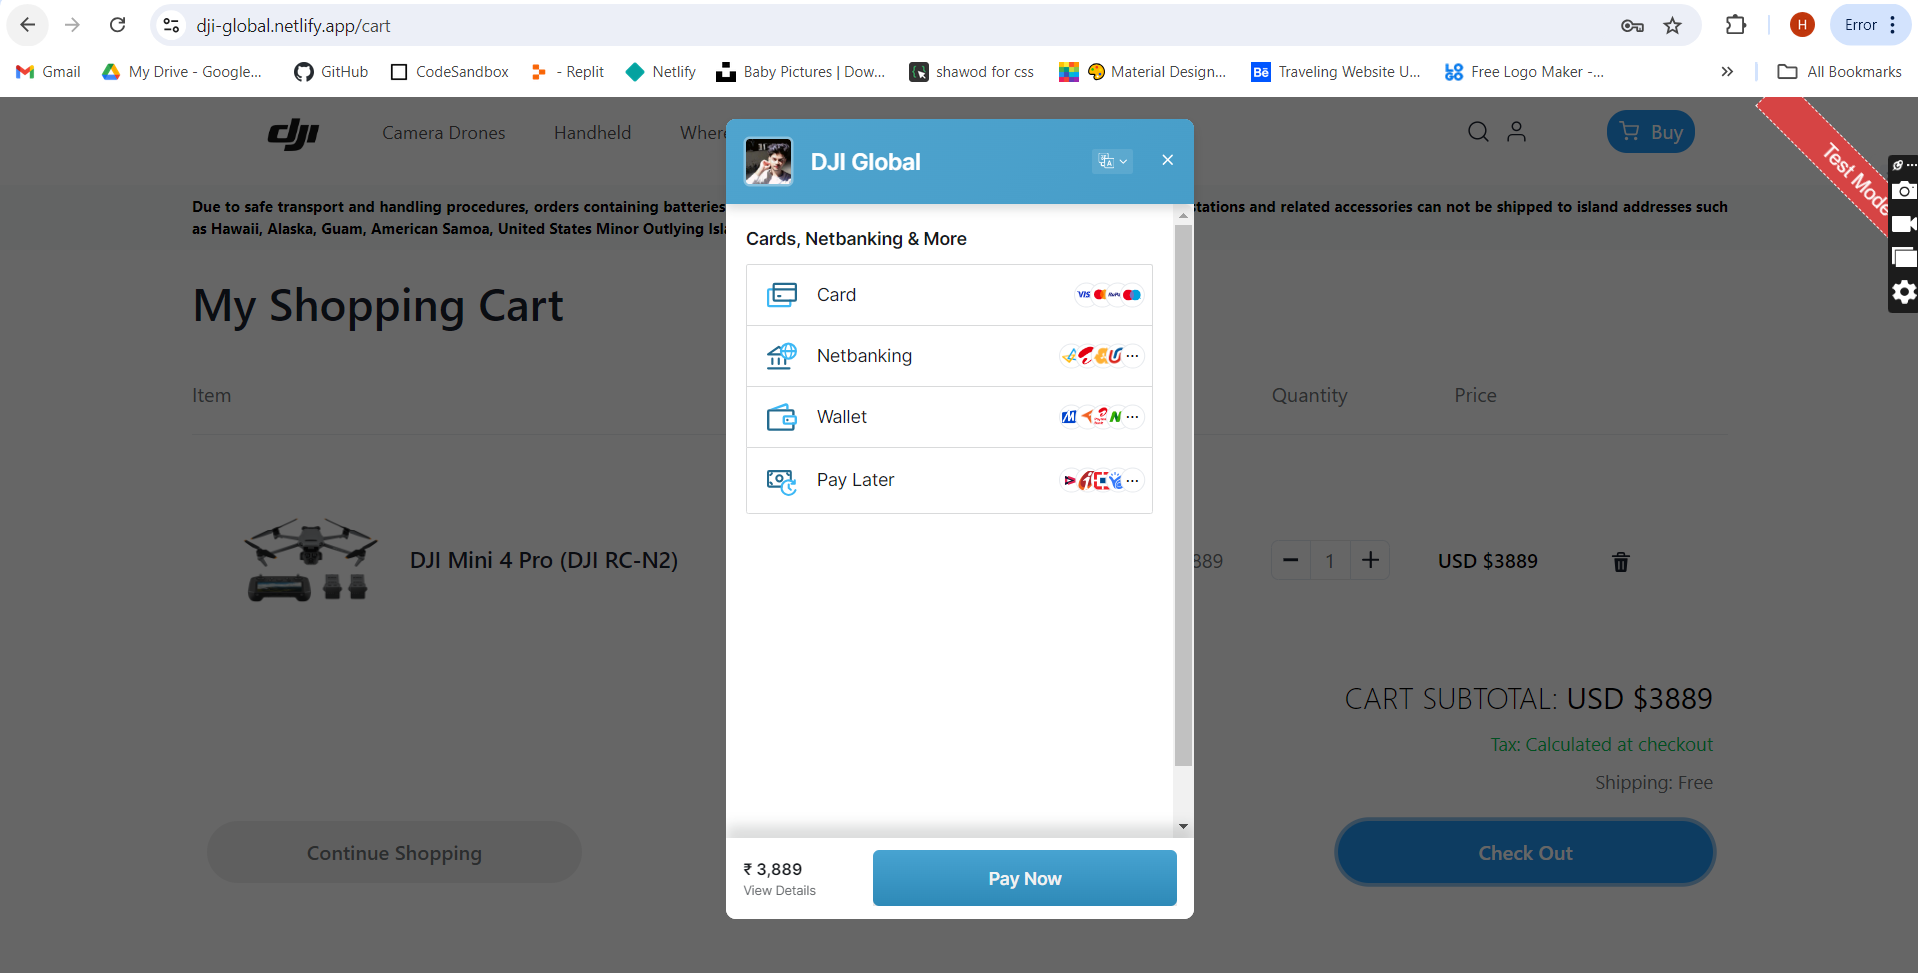 dji-global.netlify.app/cart
H
Error
Gmail
My Drive - Google...
GitHub
CodeSandbox
- Replit
Netlify
Baby Pictures | Dow...
shawod for css
Material Design...
Bē Traveling Website U...
Free Logo Maker -...
All Bookmarks
dji
Camera Drones
Handheld
Where
Buy
Test Mode
DJI Global
Due to safe transport and handling procedures, orders containing batteries
tations and related accessories can not be shipped to island addresses such
as Hawaii, Alaska, Guam, American Samoa, United States Minor Outlying Isl
My Shopping Cart
Cards, Netbanking & More
Card
VISA
RuPay
Netbanking
Wallet
Pay Later
Item
Quantity
Price
DJI Mini 4 Pro (DJI RC-N2)
889
1
USD $3889
CART SUBTOTAL: USD $3889
Tax: Calculated at checkout
Shipping: Free
Continue Shopping
Check Out
₹ 3,889
View Details
Pay Now